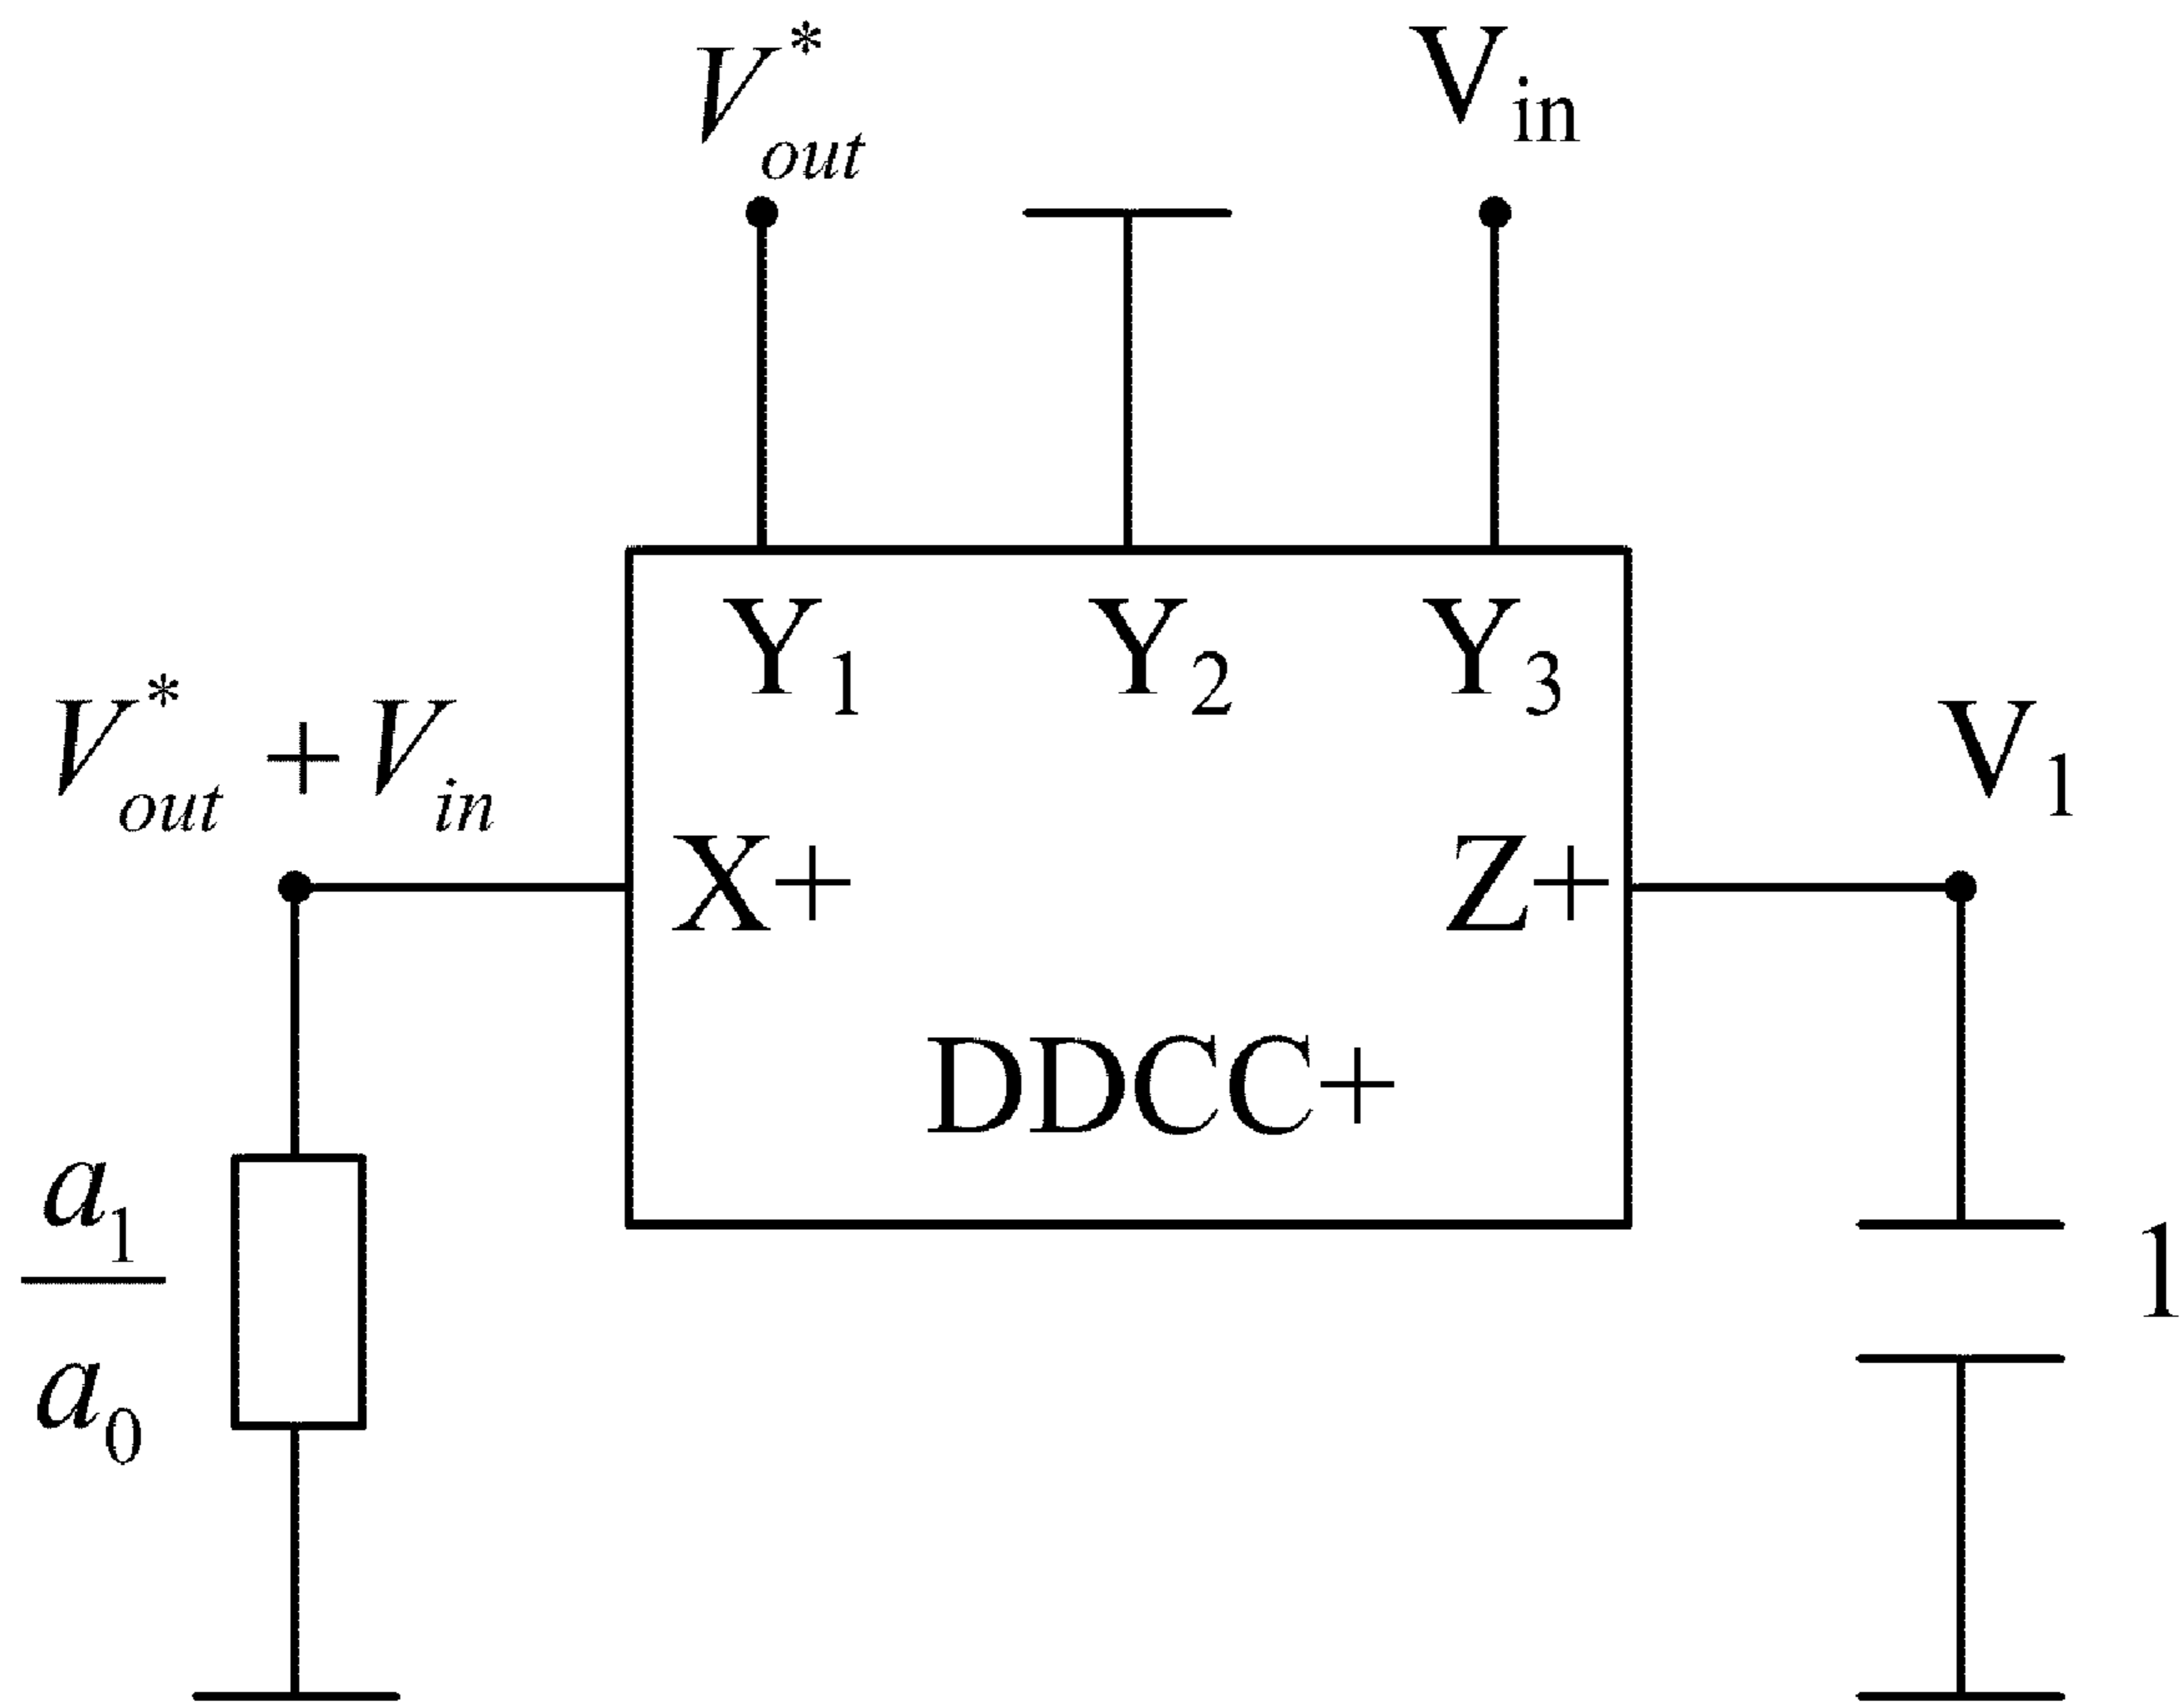 V*out
Vin
Y1 Y2 Y3
V*out + Vin
X+
Z+
V1
DDCC+
a1
a0
1